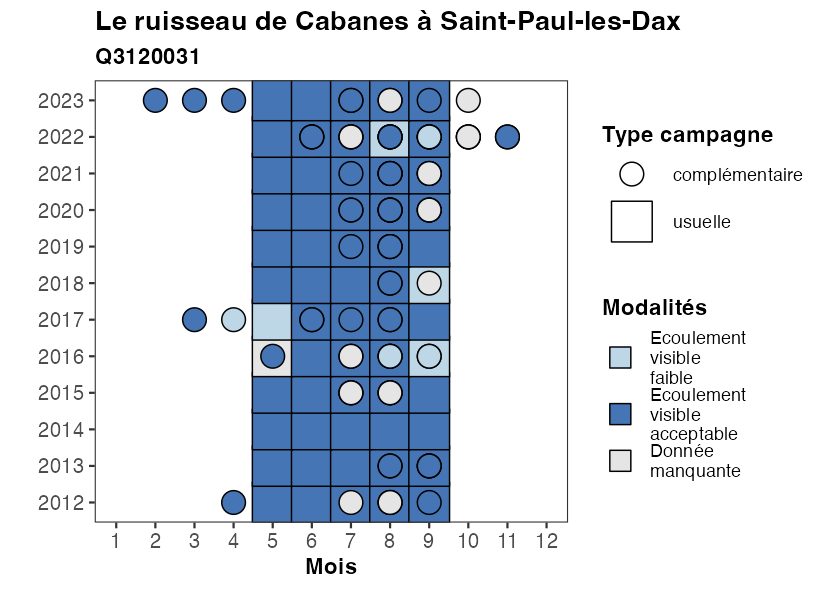 Le ruisseau de Cabanes à Saint-Paul-les-Dax
Q3120031
2023
2022
2021
2020
2019
2018
2017
2016
2015
2014
2013
2012
1 2 3 4 5 6 7 8 9 10 11 12
Mois
Type campagne
complémentaire
usuelle
Modalités
Ecoulement
visible
faible
Ecoulement
visible
acceptable
Donnée
manquante